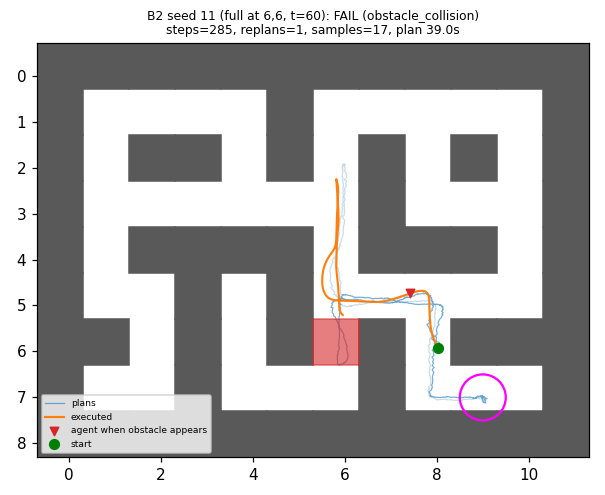 B2 seed 11 (full at 6,6, t=60): FAIL (obstacle_collision)
steps=285, replans=1, samples=17, plan 39.0s
0
1
2
3
4
5
6
7
8
plans
executed
agent when obstacle appears
start
0 2 4 6 8 10